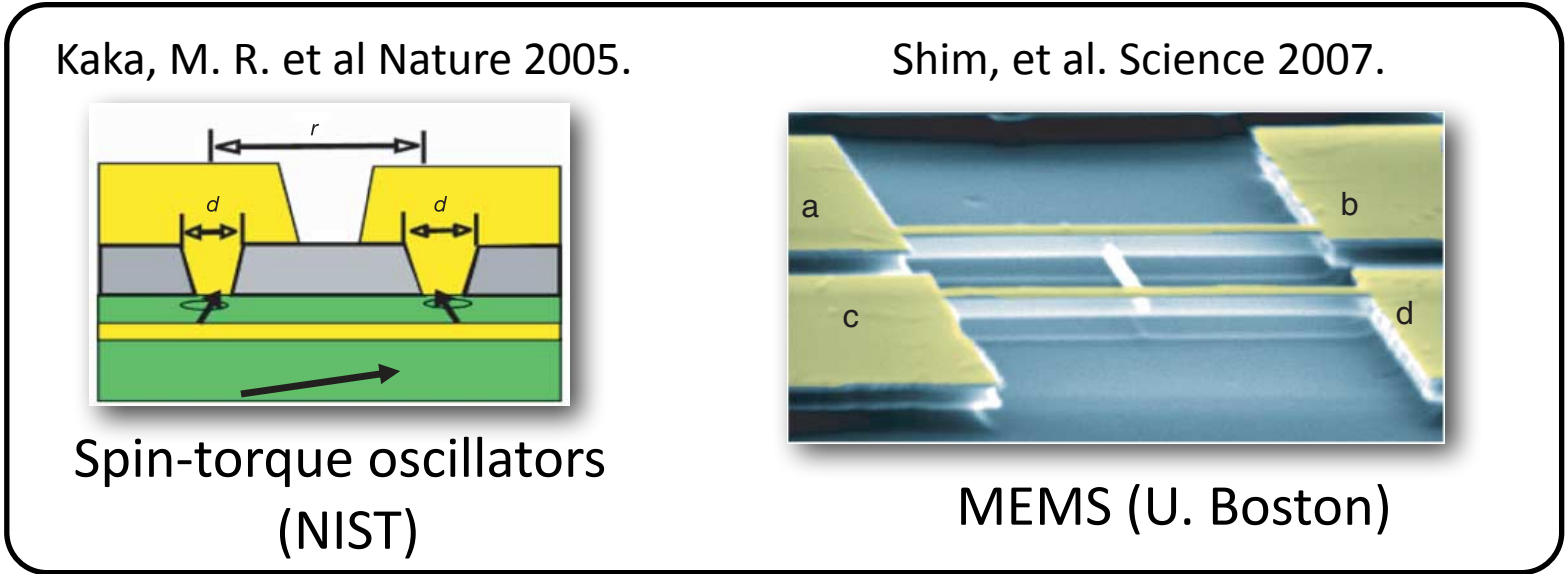 Kaka, M. R. et al Nature 2005.
Shim, et al. Science 2007.
r
d
d
a
b
c
d
Spin-torque oscillators
(NIST)
MEMS (U. Boston)